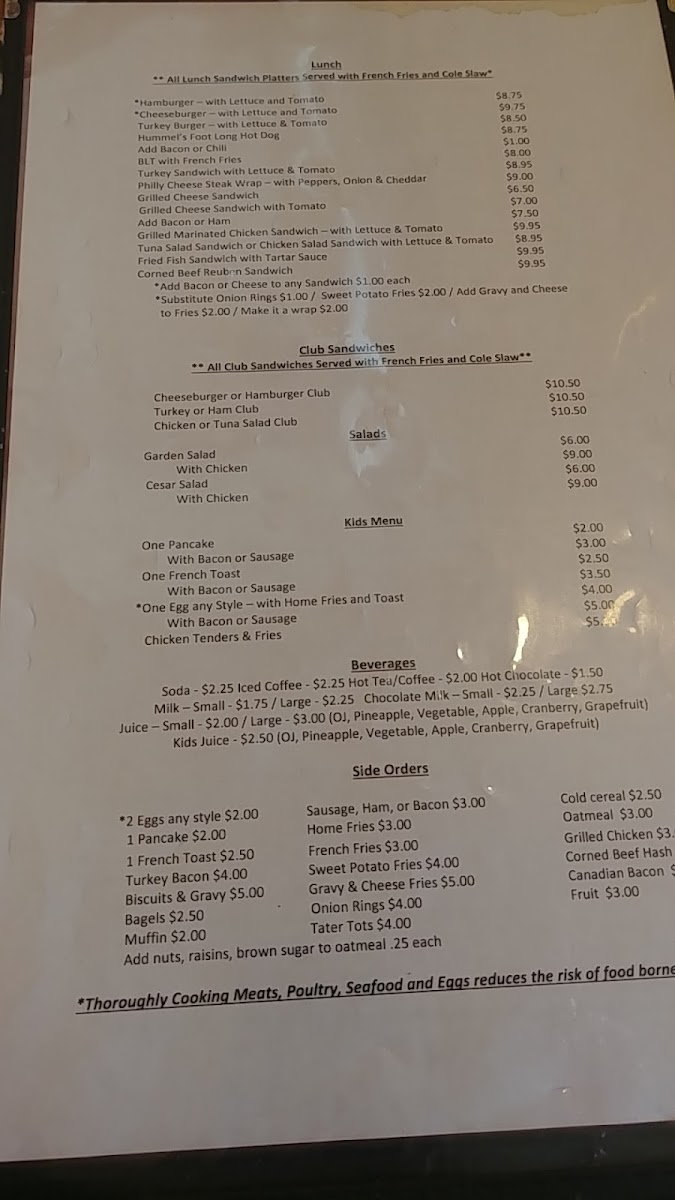 Lunch
** All Lunch Sandwich Platters Served with French Fries and Cole Slaw*
*Hamburger – with Lettuce and Tomato $8.75
*Cheeseburger – with Lettuce and Tomato $9.75
Turkey Burger – with Lettuce & Tomato $8.50
Hummel's Foot Long Hot Dog $8.75
Add Bacon or Chili $1.00
BLT with French Fries $8.00
Turkey Sandwich with Lettuce & Tomato $8.95
Philly Cheese Steak Wrap – with Peppers, Onion & Cheddar $9.00
Grilled Cheese Sandwich $6.50
Grilled Cheese Sandwich with Tomato $7.00
Add Bacon or Ham $7.50
Grilled Marinated Chicken Sandwich – with Lettuce & Tomato $9.95
Tuna Salad Sandwich or Chicken Salad Sandwich with Lettuce & Tomato $8.95
Fried Fish Sandwich with Tartar Sauce $9.95
Corned Beef Reuben Sandwich $9.95
*Add Bacon or Cheese to any Sandwich $1.00 each
*Substitute Onion Rings $1.00 / Sweet Potato Fries $2.00 / Add Gravy and Cheese
to Fries $2.00 / Make it a wrap $2.00
Club Sandwiches
** All Club Sandwiches Served with French Fries and Cole Slaw**
Cheeseburger or Hamburger Club $10.50
Turkey or Ham Club $10.50
Chicken or Tuna Salad Club $10.50
Salads
Garden Salad $6.00
With Chicken $9.00
Cesar Salad $6.00
With Chicken $9.00
Kids Menu
One Pancake $2.00
With Bacon or Sausage $3.00
One French Toast $2.50
With Bacon or Sausage $3.50
*One Egg any Style – with Home Fries and Toast $4.00
With Bacon or Sausage $5.00
Chicken Tenders & Fries $5.
Beverages
Soda - $2.25 Iced Coffee - $2.25 Hot Tea/Coffee - $2.00 Hot Chocolate - $1.50
Milk – Small - $1.75 / Large - $2.25 Chocolate Milk – Small - $2.25 / Large $2.75
Juice – Small - $2.00 / Large - $3.00 (OJ, Pineapple, Vegetable, Apple, Cranberry, Grapefruit)
Kids Juice - $2.50 (OJ, Pineapple, Vegetable, Apple, Cranberry, Grapefruit)
Side Orders
*2 Eggs any style $2.00
1 Pancake $2.00
1 French Toast $2.50
Turkey Bacon $4.00
Biscuits & Gravy $5.00
Bagels $2.50
Muffin $2.00
Sausage, Ham, or Bacon $3.00
Home Fries $3.00
French Fries $3.00
Sweet Potato Fries $4.00
Gravy & Cheese Fries $5.00
Onion Rings $4.00
Tater Tots $4.00
Cold cereal $2.50
Oatmeal $3.00
Grilled Chicken $3.
Corned Beef Hash
Canadian Bacon $
Fruit $3.00
Add nuts, raisins, brown sugar to oatmeal .25 each
*Thoroughly Cooking Meats, Poultry, Seafood and Eggs reduces the risk of food borne